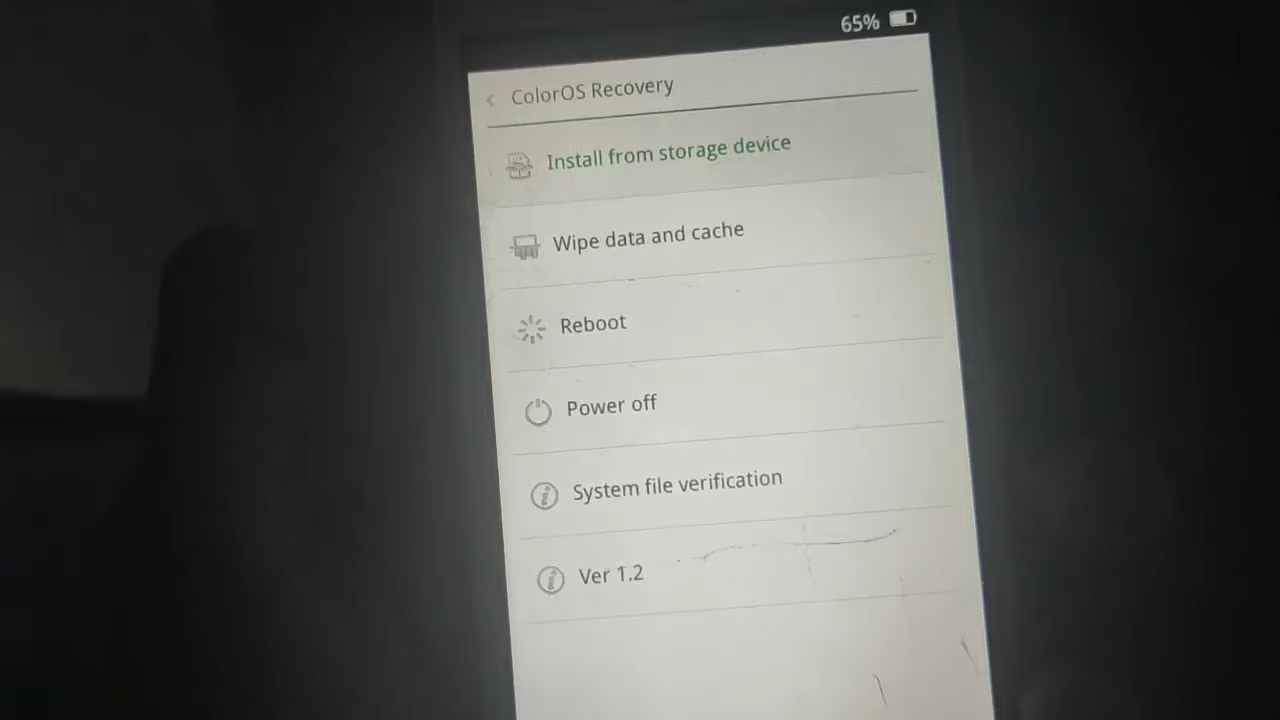 65%
ColorOS Recovery
Install from storage device
Wipe data and cache
Reboot
Power off
System file verification
Ver 1.2